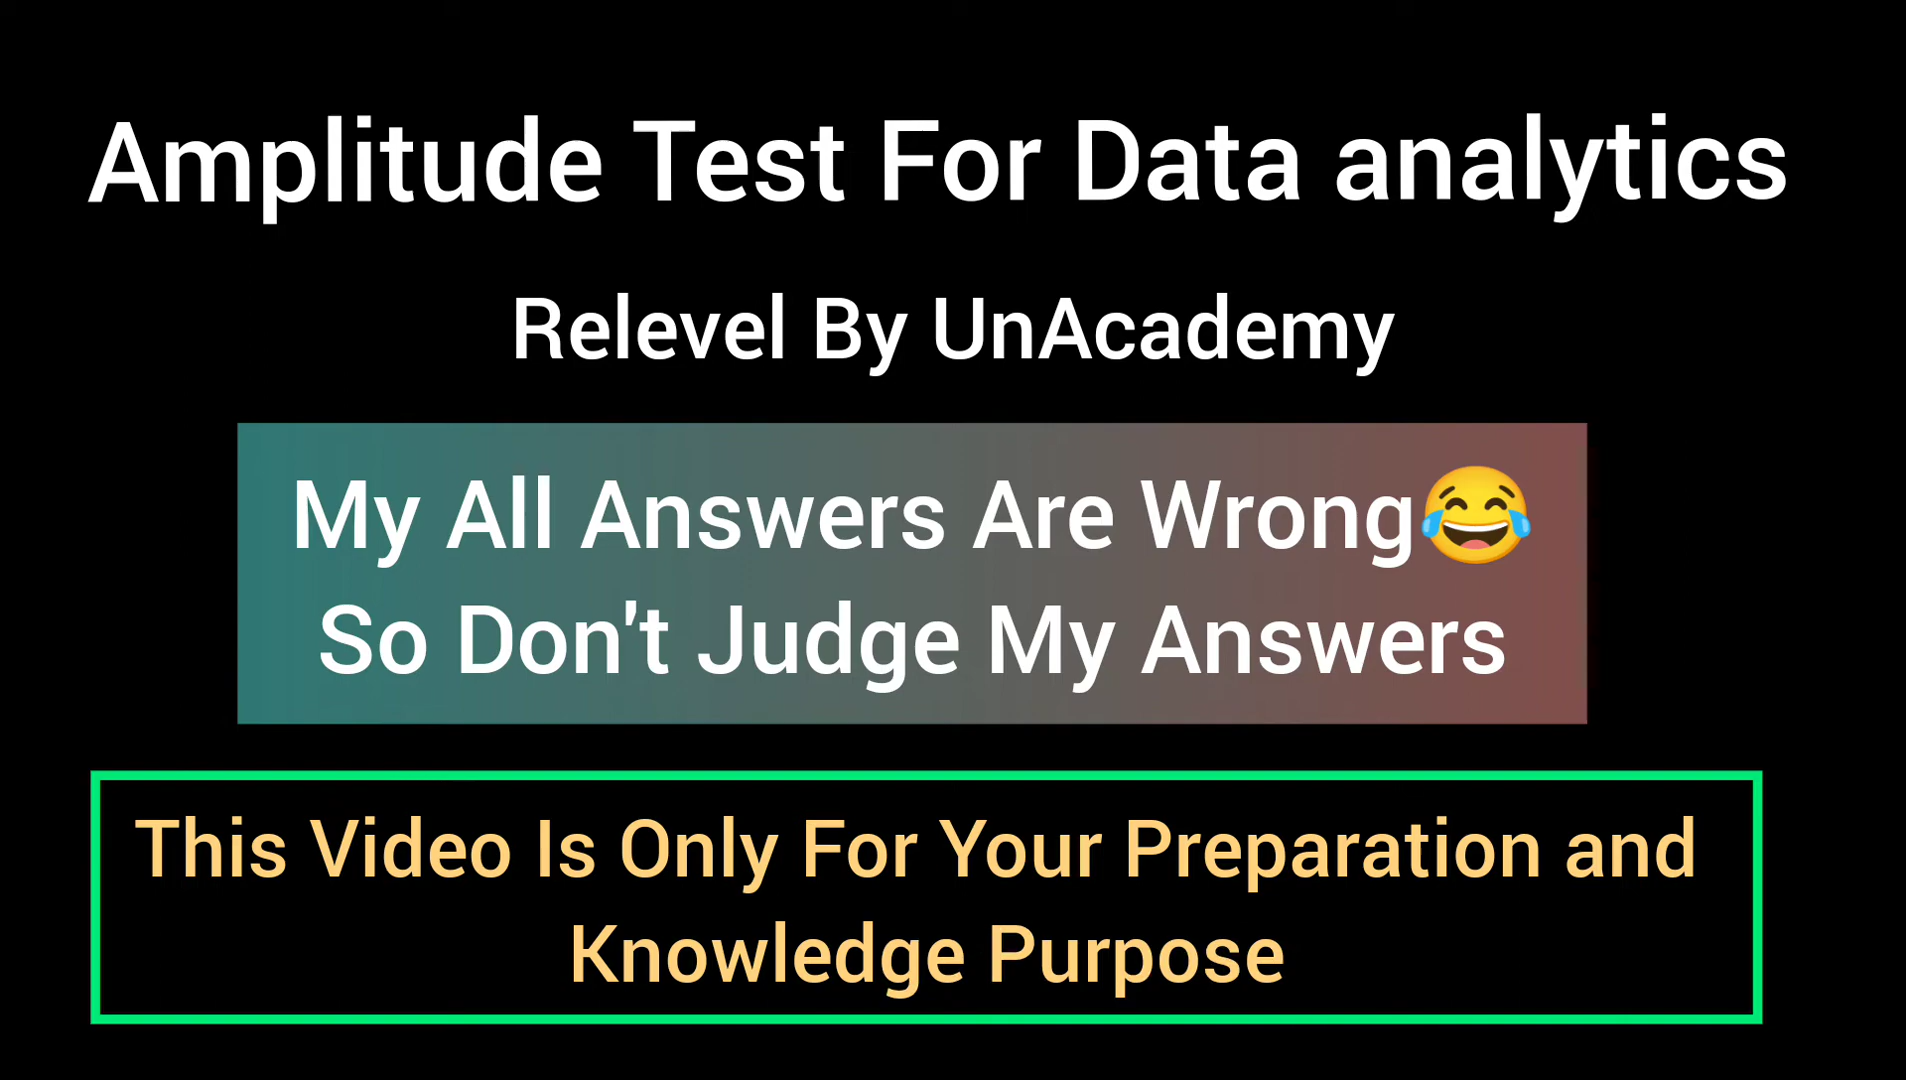 Amplitude Test For Data analytics
Relevel By UnAcademy
My All Answers Are Wrong😂
So Don't Judge My Answers
This Video Is Only For Your Preparation and
Knowledge Purpose